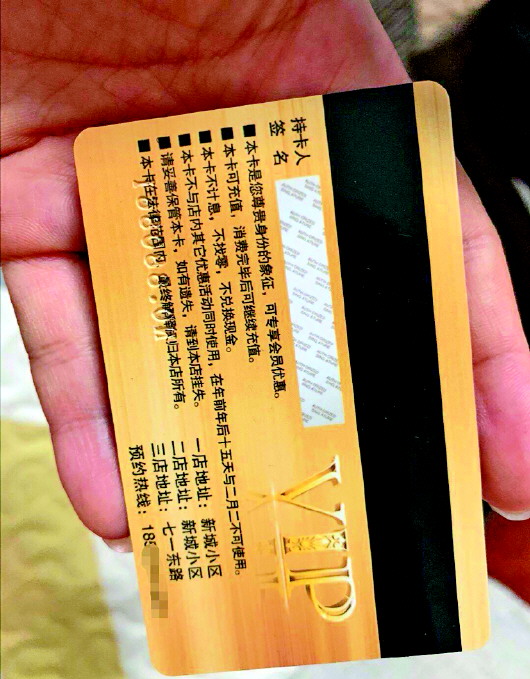 持卡人
签 名
■本卡是您尊贵身份的象征，可专享会员优惠。
■本卡可充值，消费完毕后可继续充值。
■本卡不计息，不找零，不兑换现金。
■本卡不与店内其它优惠活动同时使用，在年前年后十五天与二月二不可使用。
■请妥善保管本卡，如有遗失，请到本店挂失。
■本卡在法律范围内，最终解释权归本店所有。
VIP
一店地址：新城小区
二店地址：新城小区
三店地址：七一东路
预约热线：18